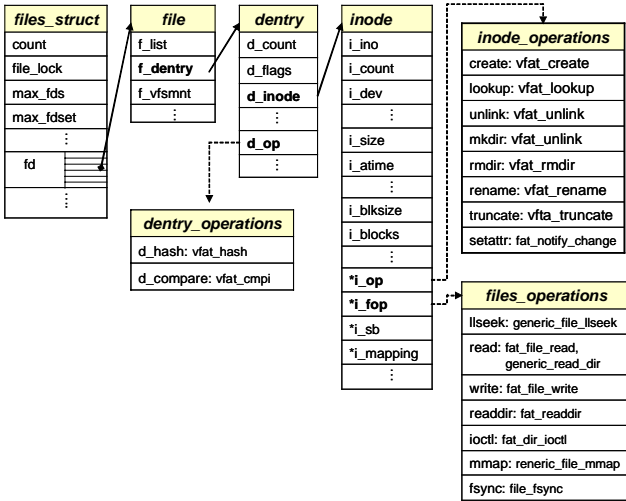 files_struct
count
file_lock
max_fds
max_fdset
fd
file
f_list
f_dentry
f_vfsmnt
dentry
d_count
d_flags
d_inode
d_op
dentry_operations
d_hash: vfat_hash
d_compare: vfat_cmpi
inode
i_ino
i_count
i_dev
i_size
i_atime
i_blksize
i_blocks
*i_op
*i_fop
*i_sb
*i_mapping
inode_operations
create: vfat_create
lookup: vfat_lookup
unlink: vfat_unlink
mkdir: vfat_unlink
rmdir: vfat_rmdir
rename: vfat_rename
truncate: vfta_truncate
setattr: fat_notify_change
files_operations
llseek: generic_file_llseek
read: fat_file_read,
generic_read_dir
write: fat_file_write
readdir: fat_readdir
ioctl: fat_dir_ioctl
mmap: reneric_file_mmap
fsync: file_fsync